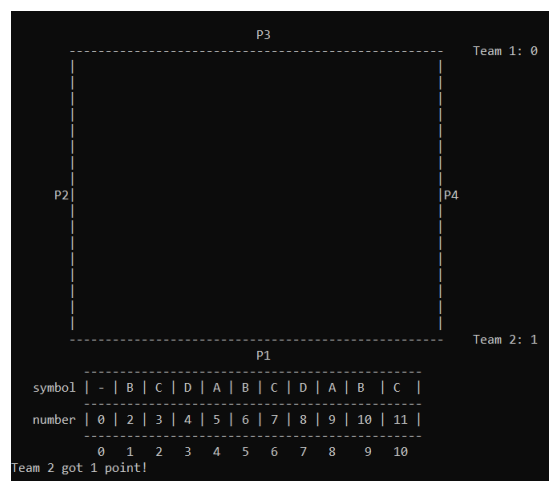 P3
Team 1: 0
P2 P4
Team 2: 1
P1
symbol | - | B | C | D | A | B | C | D | A | B | C |
number | 0 | 2 | 3 | 4 | 5 | 6 | 7 | 8 | 9 | 10 | 11 |
0 1 2 3 4 5 6 7 8 9 10
Team 2 got 1 point!